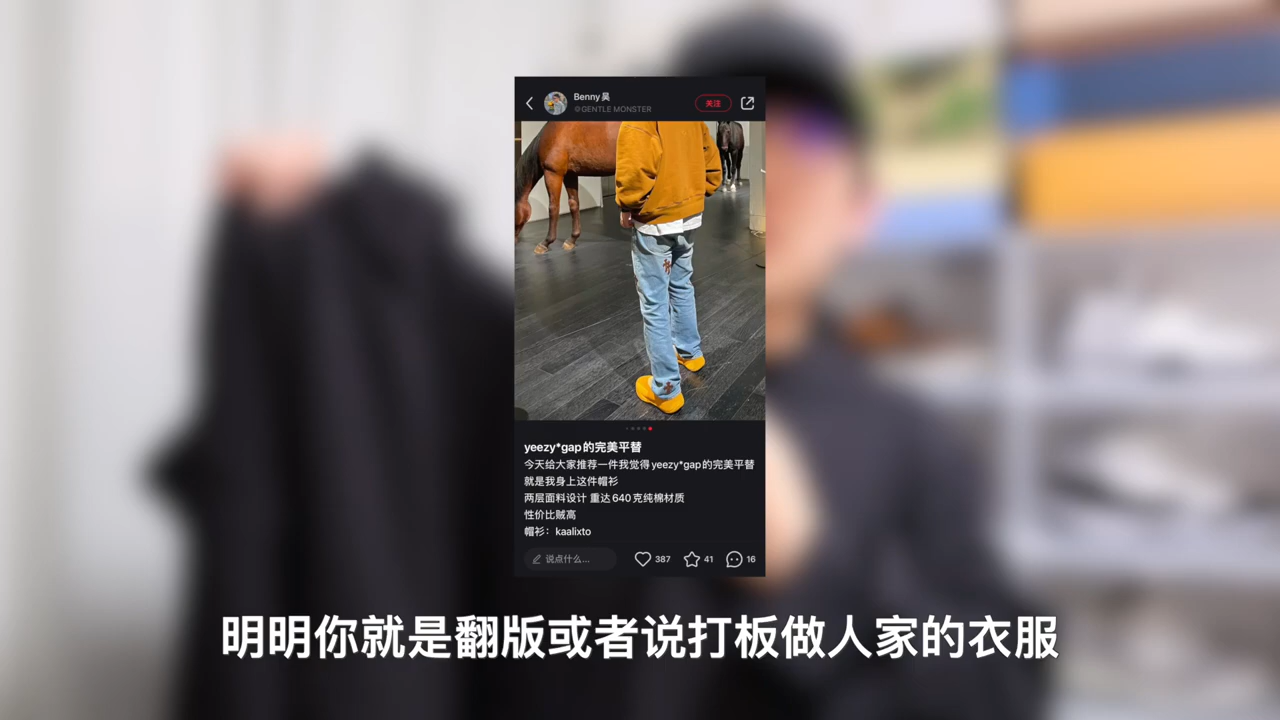 Benny吴
GENTLE MONSTER
关注
yeezy*gap的完美平替
今天给大家推荐一件我觉得yeezy*gap的完美平替
就是我身上这件帽衫
两层面料设计 重达640克纯棉材质
性价比贼高
帽衫：kaalixto
说点什么...
387
41
16
明明你就是翻版或者说打板做人家的衣服